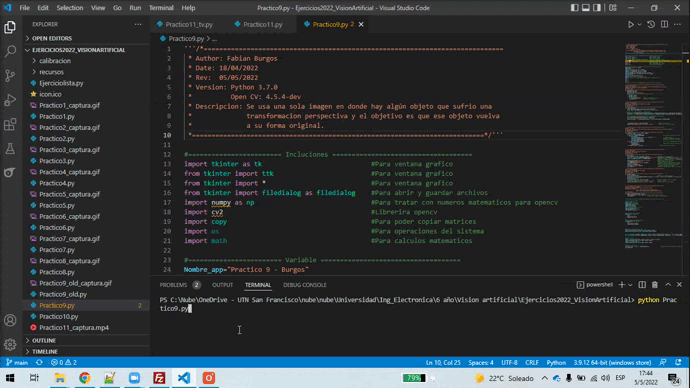 File Edit Selection View Go Run Terminal Help
Practico9.py - Ejercicios2022_VisionArtificial - Visual Studio Code
EXPLORER
OPEN EDITORS
EJERCICIOS2022_VISIONARTIFICIAL
calibracion
recursos
Ejerciciolista.py
icon.ico
Practico1_captura.gif
Practico1.py
Practico2_captura.gif
Practico2.py
Practico3_captura.gif
Practico3.py
Practico4_captura.gif
Practico4.py
Practico5_captura.gif
Practico5.py
Practico6_captura.gif
Practico6.py
Practico7_captura.gif
Practico7.py
Practico8_captura.gif
Practico8.py
Practico9_old_captura.gif
Practico9_old.py
Practico9.py 2
Practico10.py
Practico11_captura.mp4
OUTLINE
TIMELINE
Practico11_tv.py
Practico11.py
Practico9.py 2
Practico9.py > ...
1 '''/*============================================================================
2 * Author: Fabian Burgos
3 * Date: 18/04/2022
4 * Rev: 05/05/2022
5 * Version: Python 3.7.0
6 * Open CV: 4.5.4-dev
7 * Descripcion: Se usa una sola imagen en donde hay algún objeto que sufrio una
8 * transformacion perspectiva y el objetivo es que ese objeto vuelva
9 * a su forma original.
10 *===========================================================================*/'''
11
12 #======================== Incluciones ====================================
13 import tkinter as tk #Para ventana grafico
14 from tkinter import ttk #Para ventana grafico
15 from tkinter import * #Para ventana grafico
16 from tkinter import filedialog as filedialog #Para abrir y guardar archivos
17 import numpy as np #Para tratar con numeros matematicos para opencv
18 import cv2 #Libreriria opencv
19 import copy #Para poder copiar matrices
20 import os #Para operaciones del sistema
21 import math #Para calculos matematicos
22
23 #======================== Variable ====================================
24 Nombre_app="Practico 9 - Burgos"
PROBLEMS 2 OUTPUT TERMINAL DEBUG CONSOLE
powershell
PS C:\Nube\OneDrive - UTN San Francisco\nube\nube\Universidad\Ing_Electronica\6 año\Vision artificial\Ejercicios2022_VisionArtificial> python Prac
tico9.py
main
0 2
Ln 10, Col 25 Spaces: 4 UTF-8 CRLF Python 3.9.12 64-bit (windows store)
79%
22°C Soleado
ESP
17:44
5/5/2022
24